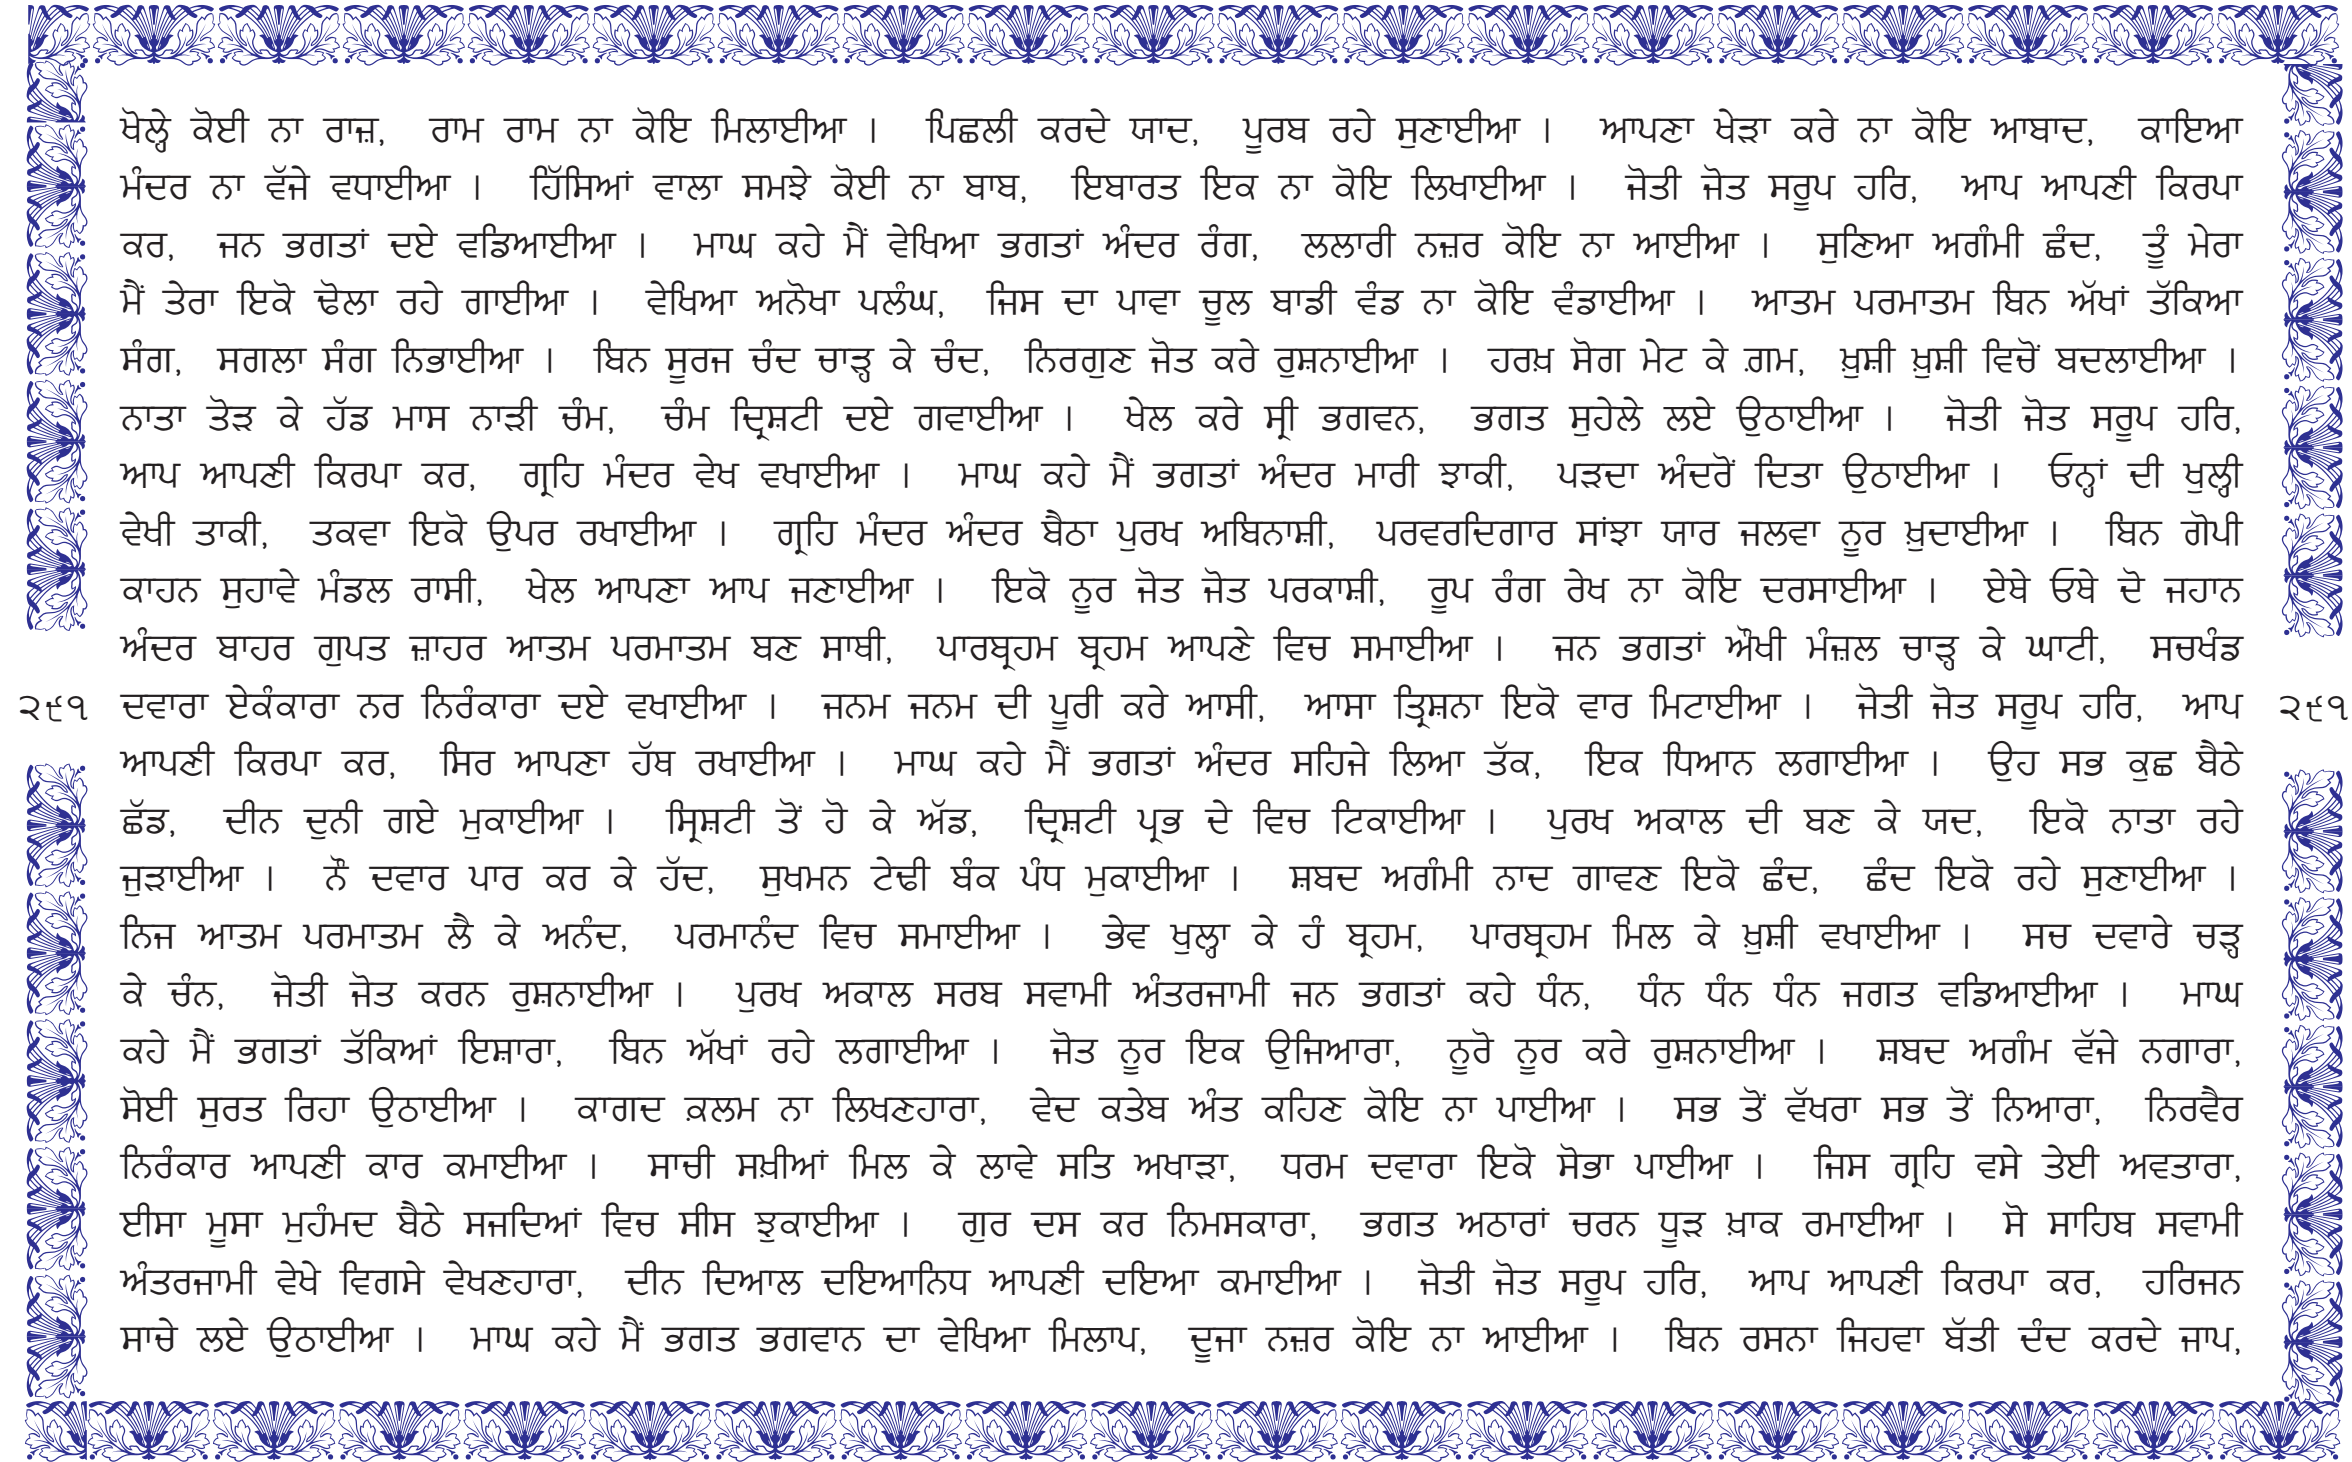 ਖੋਲ੍ਹੇ ਕੋਈ ਨਾ ਰਾਜ਼, ਰਾਮ ਰਾਮ ਨਾ ਕੋਇ ਮਿਲਾਈਆ । ਪਿਛਲੀ ਕਰਦੇ ਯਾਦ, ਪੂਰਬ ਰਹੇ ਸੁਣਾਈਆ । ਆਪਣਾ ਖੇੜਾ ਕਰੇ ਨਾ ਕੋਇ ਆਬਾਦ, ਕਾਇਆ
ਮੰਦਰ ਨਾ ਵੱਜੇ ਵਧਾਈਆ । ਹਿੱਸਿਆਂ ਵਾਲਾ ਸਮਝੇ ਕੋਈ ਨਾ ਬਾਬ, ਇਬਾਰਤ ਇਕ ਨਾ ਕੋਇ ਲਿਖਾਈਆ । ਜੋਤੀ ਜੋਤ ਸਰੂਪ ਹਰਿ, ਆਪ ਆਪਣੀ ਕਿਰਪਾ
ਕਰ, ਜਨ ਭਗਤਾਂ ਦਏ ਵਡਿਆਈਆ । ਮਾਘ ਕਹੇ ਮੈਂ ਵੇਖਿਆ ਭਗਤਾਂ ਅੰਦਰ ਰੰਗ, ਲਲਾਰੀ ਨਜ਼ਰ ਕੋਇ ਨਾ ਆਈਆ । ਸੁਣਿਆ ਅਗੰਮੀ ਛੰਦ, ਤੂੰ ਮੇਰਾ
ਮੈਂ ਤੇਰਾ ਇਕੋ ਢੋਲਾ ਰਹੇ ਗਾਈਆ । ਵੇਖਿਆ ਅਨੋਖਾ ਪਲੰਘ, ਜਿਸ ਦਾ ਪਾਵਾ ਚੂਲ ਬਾਡੀ ਵੰਡ ਨਾ ਕੋਇ ਵੰਡਾਈਆ । ਆਤਮ ਪਰਮਾਤਮ ਬਿਨ ਅੱਖਾਂ ਤੱਕਿਆ
ਸੰਗ, ਸਗਲਾ ਸੰਗ ਨਿਭਾਈਆ । ਬਿਨ ਸੂਰਜ ਚੰਦ ਚਾੜ੍ਹ ਕੇ ਚੰਦ, ਨਿਰਗੁਣ ਜੋਤ ਕਰੇ ਰੁਸ਼ਨਾਈਆ । ਹਰਖ਼ ਸੋਗ ਮੇਟ ਕੇ ਗ਼ਮ, ਖ਼ੁਸ਼ੀ ਖ਼ੁਸ਼ੀ ਵਿਚੋਂ ਬਦਲਾਈਆ ।
ਨਾਤਾ ਤੋੜ ਕੇ ਹੱਡ ਮਾਸ ਨਾੜੀ ਚੰਮ, ਚੰਮ ਦ੍ਰਿਸ਼ਟੀ ਦਏ ਗਵਾਈਆ । ਖੇਲ ਕਰੇ ਸ੍ਰੀ ਭਗਵਨ, ਭਗਤ ਸੁਹੇਲੇ ਲਏ ਉਠਾਈਆ । ਜੋਤੀ ਜੋਤ ਸਰੂਪ ਹਰਿ,
ਆਪ ਆਪਣੀ ਕਿਰਪਾ ਕਰ, ਗ੍ਰਹਿ ਮੰਦਰ ਵੇਖ ਵਖਾਈਆ । ਮਾਘ ਕਹੇ ਮੈਂ ਭਗਤਾਂ ਅੰਦਰ ਮਾਰੀ ਝਾਕੀ, ਪੜਦਾ ਅੰਦਰੋਂ ਦਿਤਾ ਉਠਾਈਆ । ਓਨ੍ਹਾਂ ਦੀ ਖੁਲ੍ਹੀ
ਵੇਖੀ ਤਾਕੀ, ਤਕਵਾ ਇਕੋ ਉਪਰ ਰਖਾਈਆ । ਗ੍ਰਹਿ ਮੰਦਰ ਅੰਦਰ ਬੈਠਾ ਪੁਰਖ ਅਬਿਨਾਸ਼ੀ, ਪਰਵਰਦਿਗਾਰ ਸਾਂਝਾ ਯਾਰ ਜਲਵਾ ਨੂਰ ਖ਼ੁਦਾਈਆ । ਬਿਨ ਗੋਪੀ
ਕਾਹਨ ਸੁਹਾਵੇ ਮੰਡਲ ਰਾਸੀ, ਖੇਲ ਆਪਣਾ ਆਪ ਜਣਾਈਆ । ਇਕੋ ਨੂਰ ਜੋਤ ਜੋਤ ਪਰਕਾਸ਼ੀ, ਰੂਪ ਰੰਗ ਰੇਖ ਨਾ ਕੋਇ ਦਰਸਾਈਆ । ਏਥੇ ਓਥੇ ਦੋ ਜਹਾਨ
ਅੰਦਰ ਬਾਹਰ ਗੁਪਤ ਜ਼ਾਹਰ ਆਤਮ ਪਰਮਾਤਮ ਬਣ ਸਾਥੀ, ਪਾਰਬ੍ਰਹਮ ਬ੍ਰਹਮ ਆਪਣੇ ਵਿਚ ਸਮਾਈਆ । ਜਨ ਭਗਤਾਂ ਔਖੀ ਮੰਜ਼ਲ ਚਾੜ੍ਹ ਕੇ ਘਾਟੀ, ਸਚਖੰਡ
੨੯੧ ਦਵਾਰਾ ਏਕੰਕਾਰਾ ਨਰ ਨਿਰੰਕਾਰਾ ਦਏ ਵਖਾਈਆ । ਜਨਮ ਜਨਮ ਦੀ ਪੂਰੀ ਕਰੇ ਆਸੀ, ਆਸਾ ਤ੍ਰਿਸ਼ਨਾ ਇਕੋ ਵਾਰ ਮਿਟਾਈਆ । ਜੋਤੀ ਜੋਤ ਸਰੂਪ ਹਰਿ, ਆਪ ੨੯੧
ਆਪਣੀ ਕਿਰਪਾ ਕਰ, ਸਿਰ ਆਪਣਾ ਹੱਥ ਰਖਾਈਆ । ਮਾਘ ਕਹੇ ਮੈਂ ਭਗਤਾਂ ਅੰਦਰ ਸਹਿਜੇ ਲਿਆ ਤੱਕ, ਇਕ ਧਿਆਨ ਲਗਾਈਆ । ਉਹ ਸਭ ਕੁਛ ਬੈਠੇ
ਛੱਡ, ਦੀਨ ਦੁਨੀ ਗਏ ਮੁਕਾਈਆ । ਸ੍ਰਿਸ਼ਟੀ ਤੋਂ ਹੋ ਕੇ ਅੱਡ, ਦ੍ਰਿਸ਼ਟੀ ਪ੍ਰਭ ਦੇ ਵਿਚ ਟਿਕਾਈਆ । ਪੁਰਖ ਅਕਾਲ ਦੀ ਬਣ ਕੇ ਯਦ, ਇਕੋ ਨਾਤਾ ਰਹੇ
ਜੁੜਾਈਆ । ਨੌਂ ਦਵਾਰ ਪਾਰ ਕਰ ਕੇ ਹੱਦ, ਸੁਖਮਨ ਟੇਢੀ ਬੰਕ ਪੰਧ ਮੁਕਾਈਆ । ਸ਼ਬਦ ਅਗੰਮੀ ਨਾਦ ਗਾਵਣ ਇਕੋ ਛੰਦ, ਛੰਦ ਇਕੋ ਰਹੇ ਸੁਣਾਈਆ ।
ਨਿਜ ਆਤਮ ਪਰਮਾਤਮ ਲੈ ਕੇ ਅਨੰਦ, ਪਰਮਾਨੰਦ ਵਿਚ ਸਮਾਈਆ । ਭੇਵ ਖੁਲ੍ਹਾ ਕੇ ਹੰ ਬ੍ਰਹਮ, ਪਾਰਬ੍ਰਹਮ ਮਿਲ ਕੇ ਖ਼ੁਸ਼ੀ ਵਖਾਈਆ । ਸਚ ਦਵਾਰੇ ਚੜ੍ਹ
ਕੇ ਚੰਨ, ਜੋਤੀ ਜੋਤ ਕਰਨ ਰੁਸ਼ਨਾਈਆ । ਪੁਰਖ ਅਕਾਲ ਸਰਬ ਸਵਾਮੀ ਅੰਤਰਜਾਮੀ ਜਨ ਭਗਤਾਂ ਕਹੇ ਧੰਨ, ਧੰਨ ਧੰਨ ਧੰਨ ਜਗਤ ਵਡਿਆਈਆ । ਮਾਘ
ਕਹੇ ਮੈਂ ਭਗਤਾਂ ਤੱਕਿਆਂ ਇਸ਼ਾਰਾ, ਬਿਨ ਅੱਖਾਂ ਰਹੇ ਲਗਾਈਆ । ਜੋਤ ਨੂਰ ਇਕ ਉਜਿਆਰਾ, ਨੂਰੋ ਨੂਰ ਕਰੇ ਰੁਸ਼ਨਾਈਆ । ਸ਼ਬਦ ਅਗੰਮ ਵੱਜੇ ਨਗਾਰਾ,
ਸੋਈ ਸੁਰਤ ਰਿਹਾ ਉਠਾਈਆ । ਕਾਗਦ ਕ਼ਲਮ ਨਾ ਲਿਖਣਹਾਰਾ, ਵੇਦ ਕਤੇਬ ਅੰਤ ਕਹਿਣ ਕੋਇ ਨਾ ਪਾਈਆ । ਸਭ ਤੋਂ ਵੱਖਰਾ ਸਭ ਤੋਂ ਨਿਆਰਾ, ਨਿਰਵੈਰ
ਨਿਰੰਕਾਰ ਆਪਣੀ ਕਾਰ ਕਮਾਈਆ । ਸਾਚੀ ਸਖ਼ੀਆਂ ਮਿਲ ਕੇ ਲਾਵੇ ਸਤਿ ਅਖਾੜਾ, ਧਰਮ ਦਵਾਰਾ ਇਕੋ ਸੋਭਾ ਪਾਈਆ । ਜਿਸ ਗ੍ਰਹਿ ਵਸੇ ਤੇਈ ਅਵਤਾਰਾ,
ਈਸਾ ਮੂਸਾ ਮੁਹੰਮਦ ਬੈਠੇ ਸਜਦਿਆਂ ਵਿਚ ਸੀਸ ਝੁਕਾਈਆ । ਗੁਰ ਦਸ ਕਰ ਨਿਮਸਕਾਰਾ, ਭਗਤ ਅਠਾਰਾਂ ਚਰਨ ਧੂੜ ਖ਼ਾਕ ਰਮਾਈਆ । ਸੋ ਸਾਹਿਬ ਸਵਾਮੀ
ਅੰਤਰਜਾਮੀ ਵੇਖੇ ਵਿਗਸੇ ਵੇਖਣਹਾਰਾ, ਦੀਨ ਦਿਆਲ ਦਇਆਨਿਧ ਆਪਣੀ ਦਇਆ ਕਮਾਈਆ । ਜੋਤੀ ਜੋਤ ਸਰੂਪ ਹਰਿ, ਆਪ ਆਪਣੀ ਕਿਰਪਾ ਕਰ, ਹਰਿਜਨ
ਸਾਚੇ ਲਏ ਉਠਾਈਆ । ਮਾਘ ਕਹੇ ਮੈਂ ਭਗਤ ਭਗਵਾਨ ਦਾ ਵੇਖਿਆ ਮਿਲਾਪ, ਦੂਜਾ ਨਜ਼ਰ ਕੋਇ ਨਾ ਆਈਆ । ਬਿਨ ਰਸਨਾ ਜਿਹਵਾ ਬੱਤੀ ਦੰਦ ਕਰਦੇ ਜਾਪ,